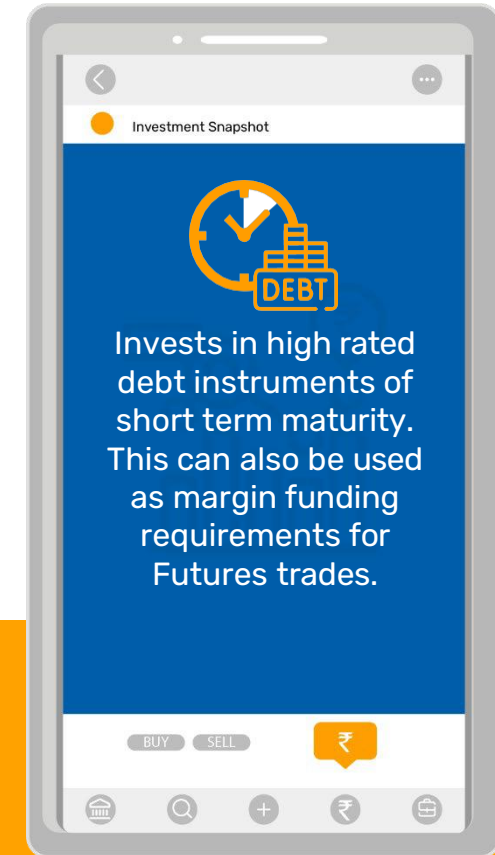 Investment Snapshot
DEBT
Invests in high rated
debt instruments of
short term maturity.
This can also be used
as margin funding
requirements for
Futures trades.
BUY SELL ₹
₹